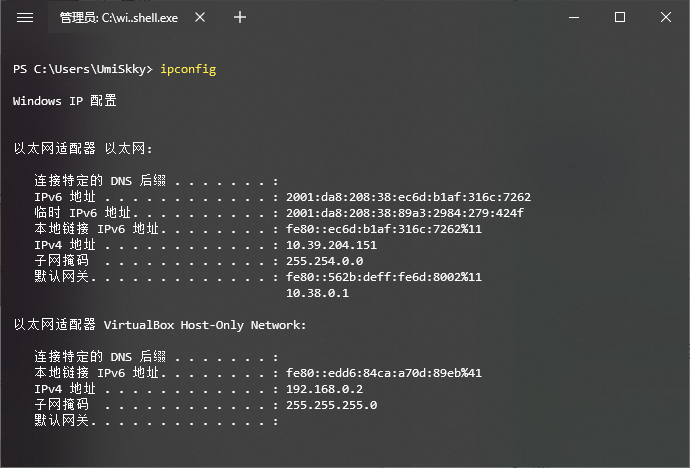 管理员: C:\wi..shell.exe
PS C:\Users\UmiSkky> ipconfig
Windows IP 配置
以太网适配器 以太网:
连接特定的 DNS 后缀 . . . . . . . :
IPv6 地址 . . . . . . . . . . . . : 2001:da8:208:38:ec6d:b1af:316c:7262
临时 IPv6 地址. . . . . . . . . . : 2001:da8:208:38:89a3:2984:279:424f
本地链接 IPv6 地址. . . . . . . . : fe80::ec6d:b1af:316c:7262%11
IPv4 地址 . . . . . . . . . . . . : 10.39.204.151
子网掩码  . . . . . . . . . . . . : 255.254.0.0
默认网关. . . . . . . . . . . . . : fe80::562b:deff:fe6d:8002%11
10.38.0.1
以太网适配器 VirtualBox Host-Only Network:
连接特定的 DNS 后缀 . . . . . . . :
本地链接 IPv6 地址. . . . . . . . : fe80::edd6:84ca:a70d:89eb%41
IPv4 地址 . . . . . . . . . . . . : 192.168.0.2
子网掩码  . . . . . . . . . . . . : 255.255.255.0
默认网关. . . . . . . . . . . . . :